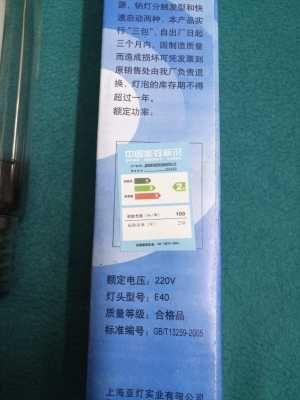 源、钠灯分触发型和快
速启动两种。本产品实
行“三包”,自出厂日起
三个月内,因制造质量
而造成损坏可凭发票到
原销售处由我厂负责退
换,灯泡的库存期不得
超过一年。
额定功率:
中国能效标识
2
100
额定电压:220V
灯头型号:E40
质量等级:合格品
标准编号:GB/T13259-2005
上海亚灯实业有限公司